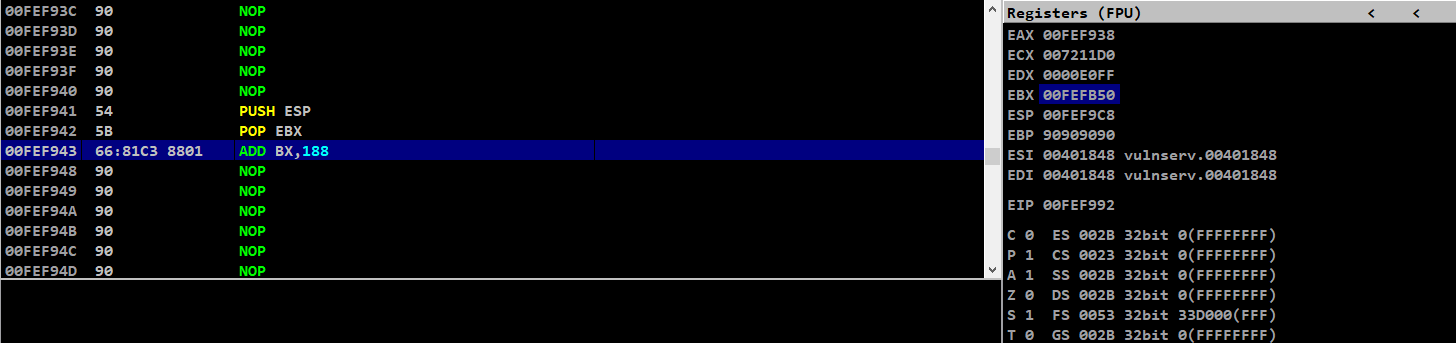 00FEF93C 90 NOP
00FEF93D 90 NOP
00FEF93E 90 NOP
00FEF93F 90 NOP
00FEF940 90 NOP
00FEF941 54 PUSH ESP
00FEF942 5B POP EBX
00FEF943 66:81C3 8801 ADD BX,188
00FEF948 90 NOP
00FEF949 90 NOP
00FEF94A 90 NOP
00FEF94B 90 NOP
00FEF94C 90 NOP
00FEF94D 90 NOP
Registers (FPU) < <
EAX 00FEF938
ECX 007211D0
EDX 0000E0FF
EBX 00FEFB50
ESP 00FEF9C8
EBP 90909090
ESI 00401848 vulnserv.00401848
EDI 00401848 vulnserv.00401848
EIP 00FEF992
C 0 ES 002B 32bit 0(FFFFFFFF)
P 1 CS 0023 32bit 0(FFFFFFFF)
A 1 SS 002B 32bit 0(FFFFFFFF)
Z 0 DS 002B 32bit 0(FFFFFFFF)
S 1 FS 0053 32bit 33D000(FFF)
T 0 GS 002B 32bit 0(FFFFFFFF)